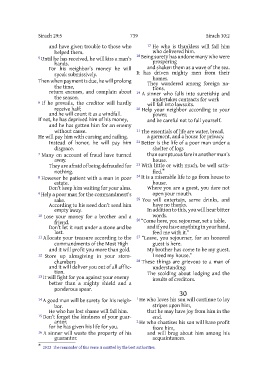 Sirach 29:5
779
Sirach 30:2
and have given trouble to those who
helped them.
5 Until he has received, he will kiss a man's
hands.
For his neighbor's money he will
speak submissively.
Then when payment is due, he will prolong
the time,
return excuses, and complain about
the season.
6 If he prevails, the creditor will hardly
receive half;
and he will count it as a windfall.
If not, he has deprived him of his money,
and he has gotten him for an enemy
without cause.
He will pay him with cursing and railing.
Instead of honor, he will pay him
disgrace.
7 Many on account of fraud have turned
away.
They are afraid of being defrauded for
nothing.
8 However be patient with a man in poor
estate.
Don't keep him waiting for your alms.
9 Help a poor man for the commandment's
sake.
According to his need don't send him
empty away.
10 Lose your money for a brother and a
friend.
Don't let it rust under a stone and be
lost.
11 Allocate your treasure according to the
commandments of the Most High
and it will profit you more than gold.
12 Store up almsgiving in your store-
chambers
and it will deliver you out of all afflic-
tion.
13 It will fight for you against your enemy
better than a mighty shield and a
ponderous spear.
14 A good man will be surety for his neigh-
bor.
He who has lost shame will fail him.
15 Don't forget the kindness of your guar-
antor,
for he has given his life for you.
16 A sinner will waste the property of his
guarantor.
17 He who is thankless will fail him
who delivered him.
18 Being surety has undone many who were
prospering
and shaken them as a wave of the sea.
It has driven mighty men from their
homes.
They wandered among foreign na-
tions.
19 A sinner who falls into suretiship and
undertakes contracts for work
will fall into lawsuits.
20 Help your neighbor according to your
power,
and be careful not to fall yourself.
21 The essentials of life are water, bread,
a garment, and a house for privacy.
22 Better is the life of a poor man under a
shelter of logs
than sumptuous fare in another man's
house.
23 With little or with much, be well satis-
fied.*
24 It is a miserable life to go from house to
house.
Where you are a guest, you dare not
open your mouth.
25 You will entertain, serve drinks, and
have no thanks.
In addition to this, you will hear bitter
words.
26 "Come here, you sojourner, set a table,
and if you have anything in your hand,
feed me with it."
27 "Leave, you sojourner, for an honored
guest is here.
My brother has come to be my guest.
I need my house."
28 These things are grievous to a man of
understanding:
The scolding about lodging and the
insults of creditors.
30
1 He who loves his son will continue to lay
stripes upon him,
that he may have joy from him in the
end.
2 He who chastises his son will have profit
from him,
and will brag about him among his
acquaintances.
* 29:23 The remainder of this verse is omitted by the best authorities.